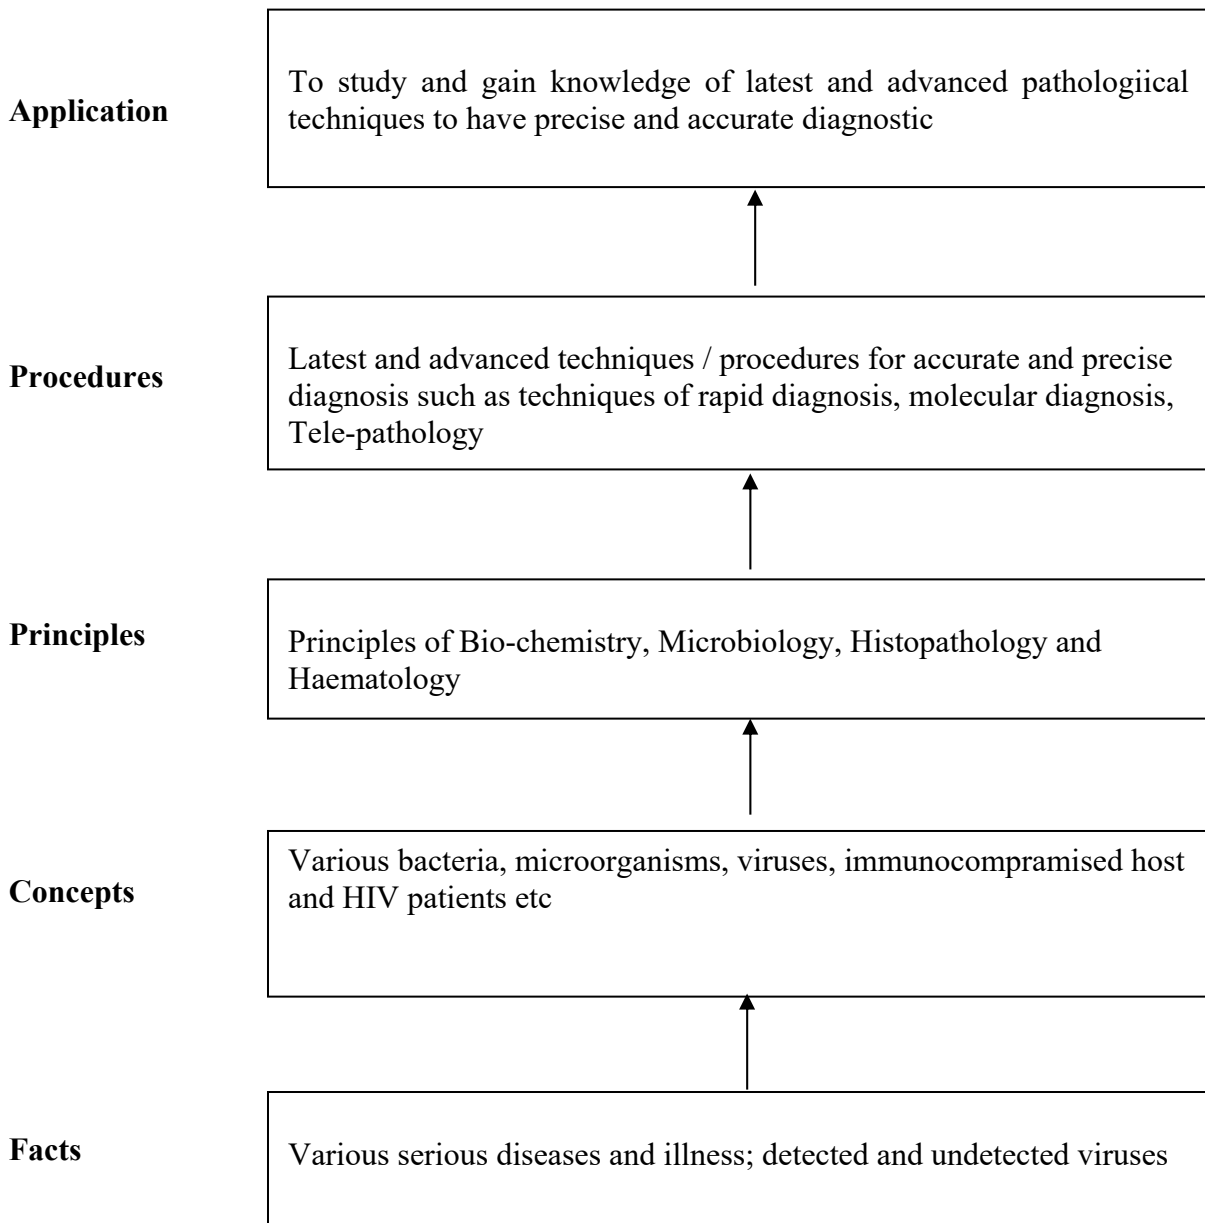 Application
To study and gain knowledge of latest and advanced pathologiical
techniques to have precise and accurate diagnostic
Procedures
Latest and advanced techniques / procedures for accurate and precise
diagnosis such as techniques of rapid diagnosis, molecular diagnosis,
Tele-pathology
Principles
Principles of Bio-chemistry, Microbiology, Histopathology and
Haematology
Concepts
Various bacteria, microorganisms, viruses, immunocompramised host
and HIV patients etc
Facts
Various serious diseases and illness; detected and undetected viruses